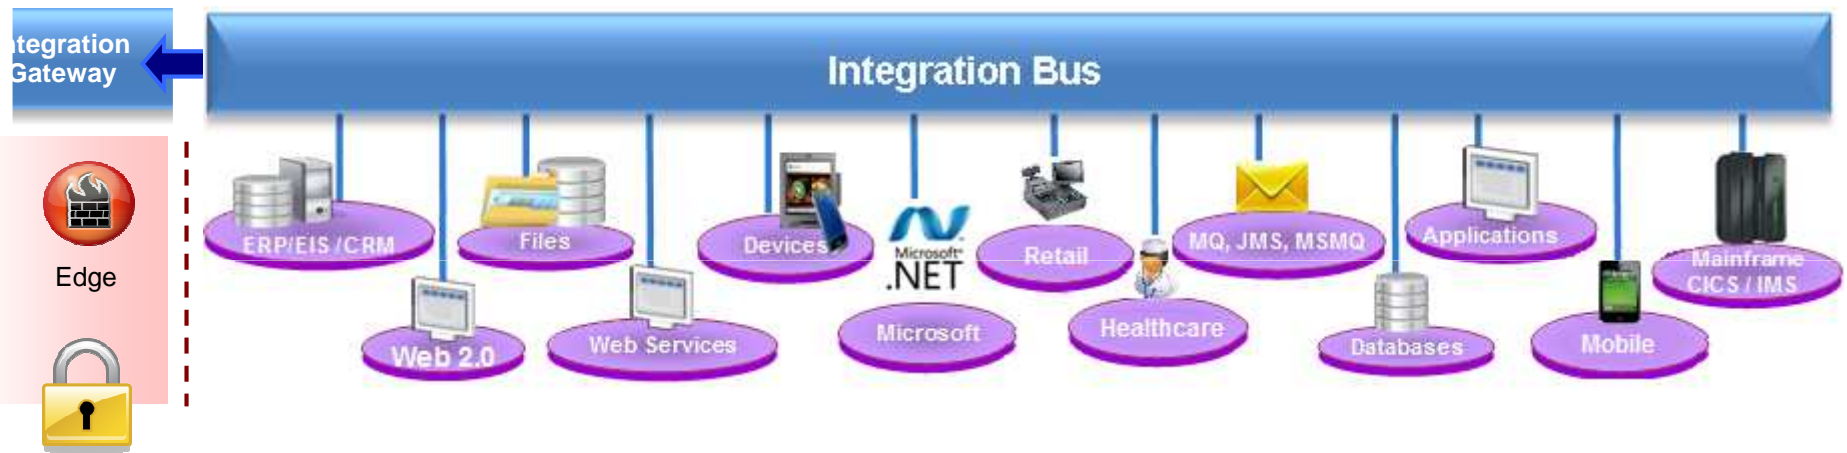 ntegration
Gateway
Integration Bus
Edge
ERP/EIS /CRM
Web 2.0
Files
Web Services
Devices
Microsoft®
.NET
Microsoft
Retail
Healthcare
MQ, JMS, MSMQ
Databases
Applications
Mobile
Mainframe
CICS / IMS